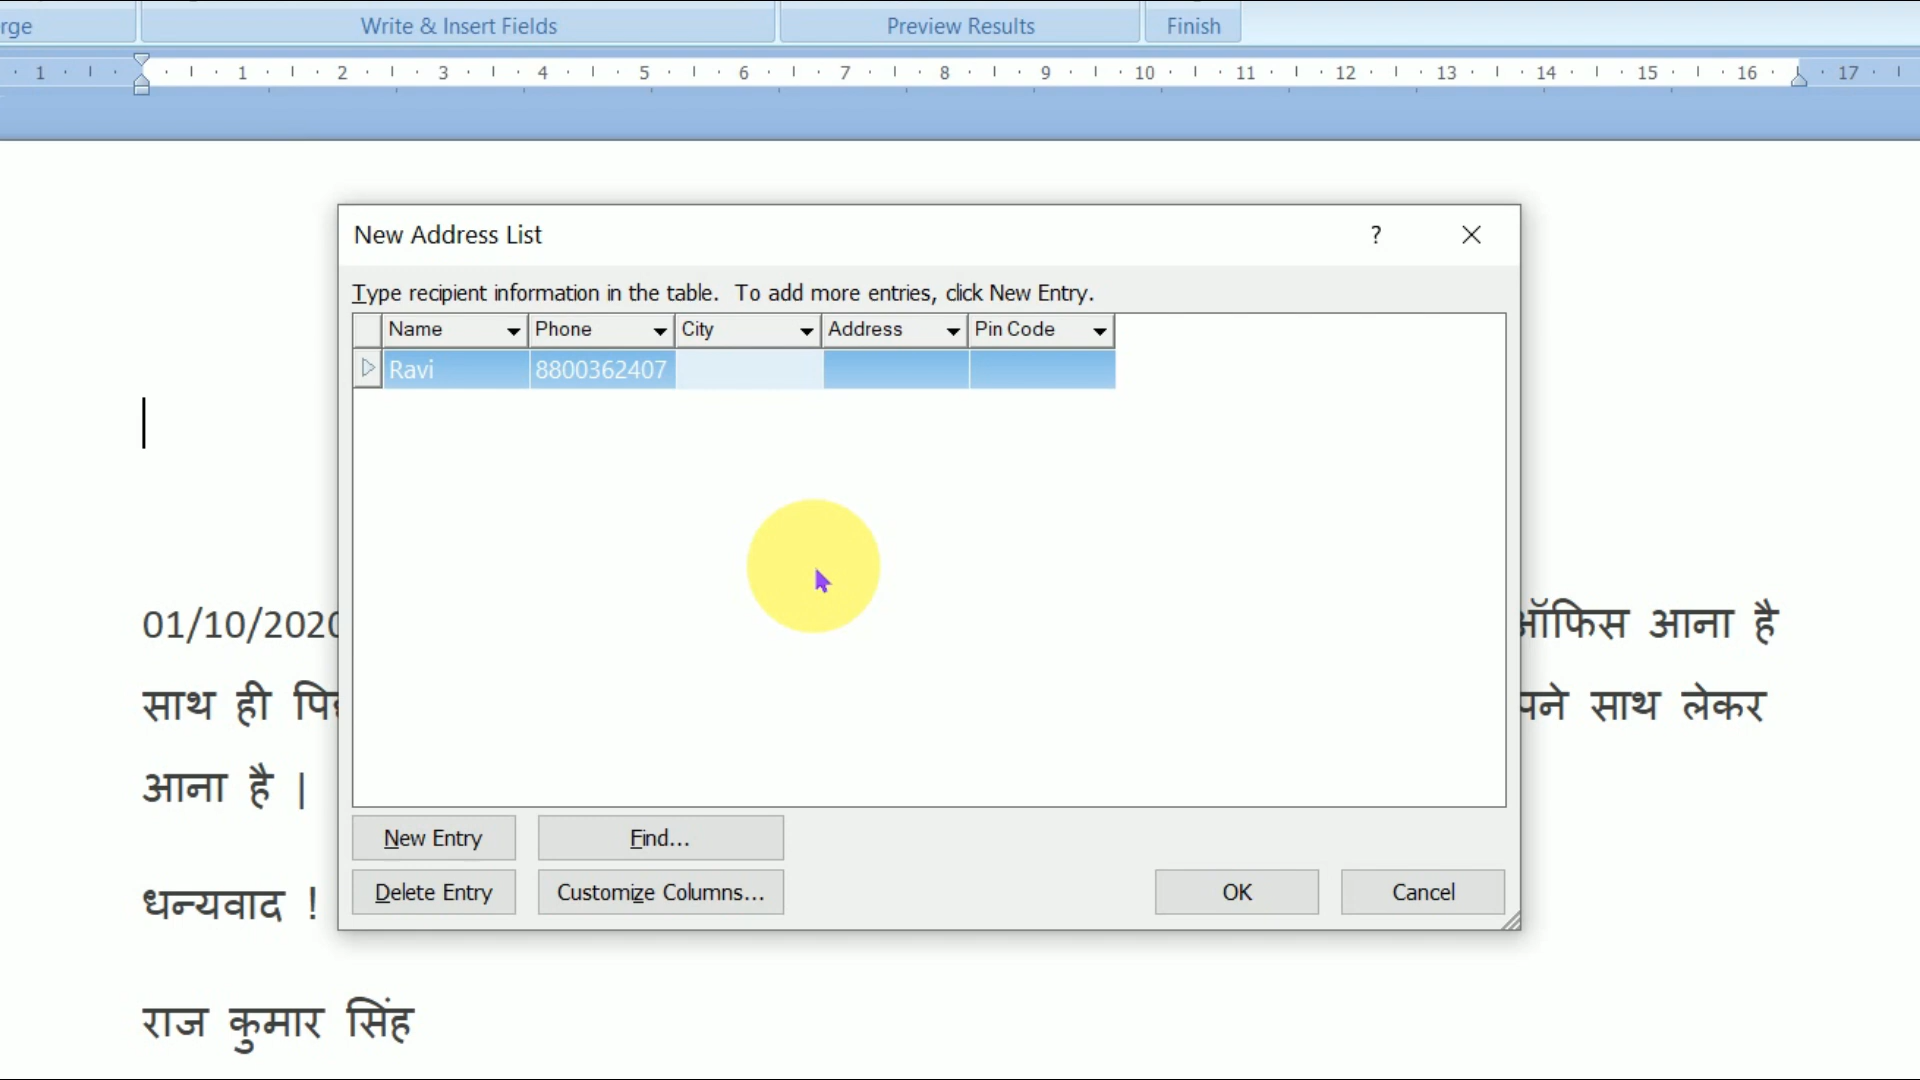 rge Write & Insert Fields Preview Results Finish
1 1 2 3 4 5 6 7 8 9 10 11 12 13 14 15 16 17
New Address List ?
Type recipient information in the table. To add more entries, click New Entry.
Name Phone City Address Pin Code
Ravi 8800362407
01/10/2020 ऑफिस आना है
साथ ही पने साथ लेकर
आना है |
New Entry Find...
Delete Entry Customize Columns... OK Cancel
धन्यवाद !
राज कुमार सिंह